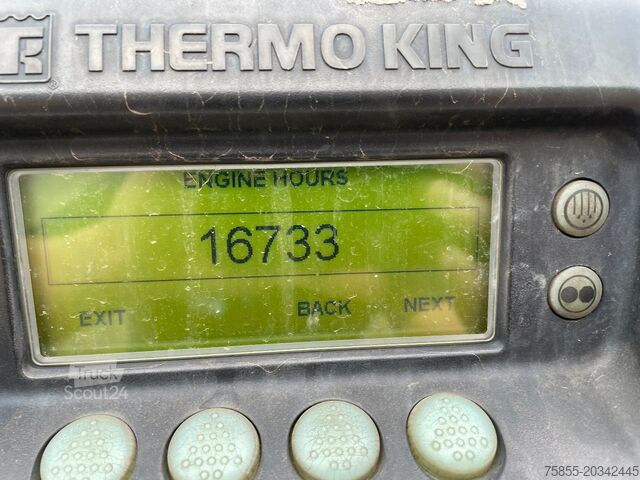 THERMO KING
ENGINE HOURS
16733
EXIT BACK NEXT
Truck
Scout24
75855-20342445